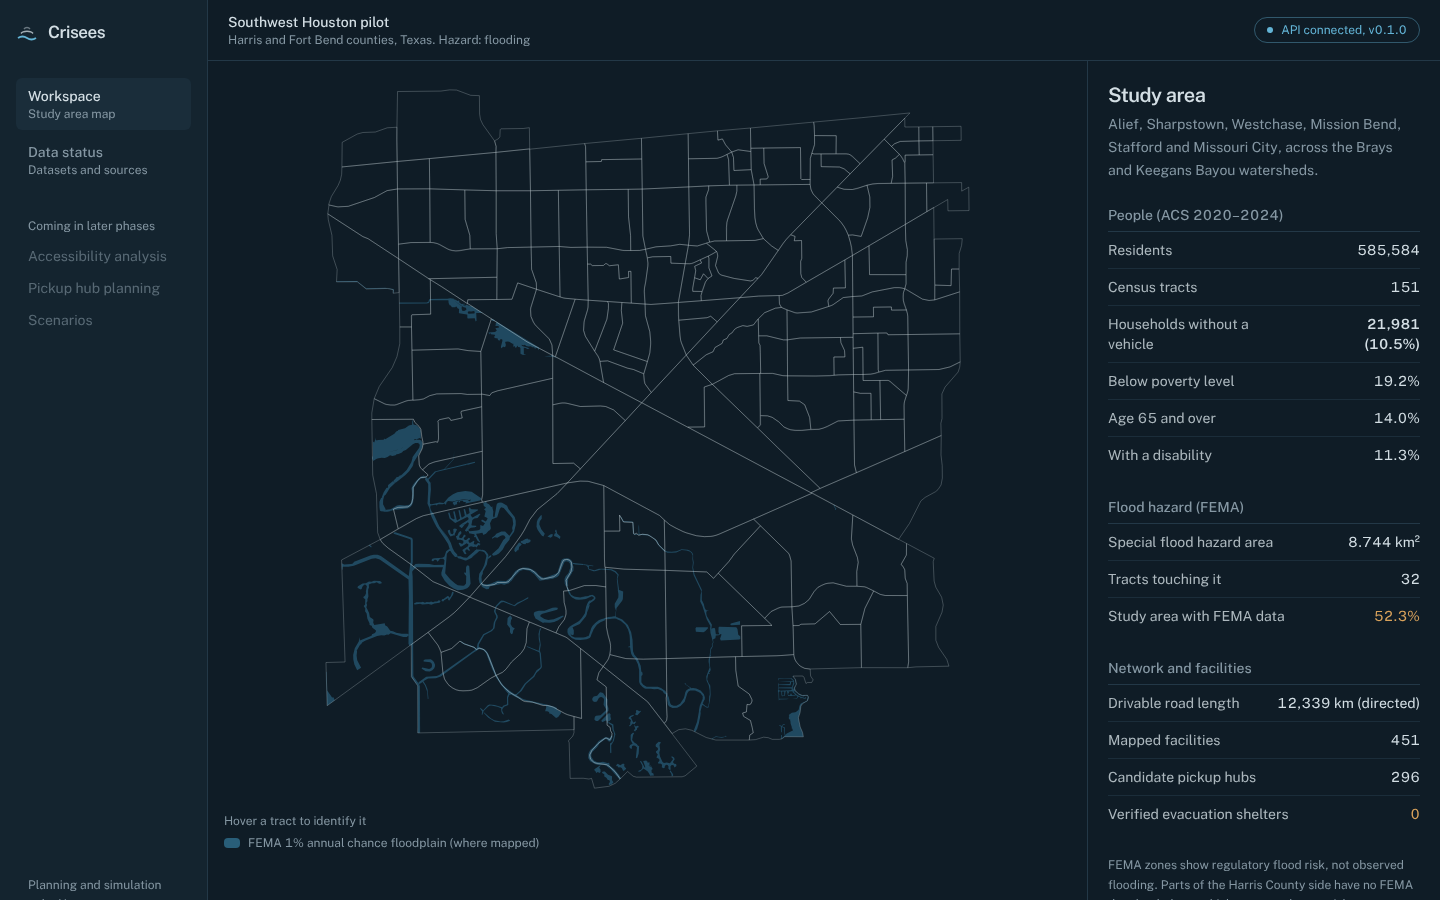 Crisees
Workspace
Study area map
Data status
Datasets and sources
Coming in later phases
Accessibility analysis
Pickup hub planning
Scenarios
Planning and simulation
Southwest Houston pilot
Harris and Fort Bend counties, Texas. Hazard: flooding
API connected, v0.1.0
Hover a tract to identify it
FEMA 1% annual chance floodplain (where mapped)
Study area
Alief, Sharpstown, Westchase, Mission Bend,
Stafford and Missouri City, across the Brays
and Keegans Bayou watersheds.
People (ACS 2020–2024)
Residents 585,584
Census tracts 151
Households without a vehicle 21,981 (10.5%)
Below poverty level 19.2%
Age 65 and over 14.0%
With a disability 11.3%
Flood hazard (FEMA)
Special flood hazard area 8.744 km²
Tracts touching it 32
Study area with FEMA data 52.3%
Network and facilities
Drivable road length 12,339 km (directed)
Mapped facilities 451
Candidate pickup hubs 296
Verified evacuation shelters 0
FEMA zones show regulatory flood risk, not observed
flooding. Parts of the Harris County side have no FEMA